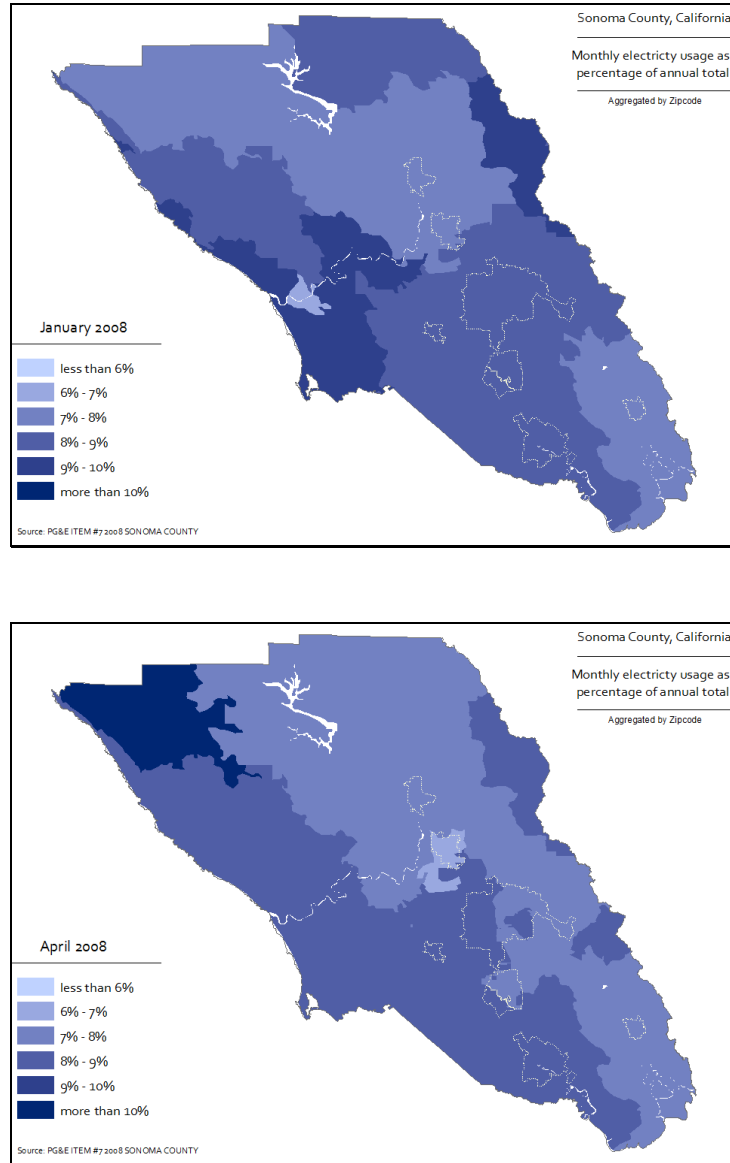 Sonoma County, California
Monthly electricty usage as
percentage of annual total
Aggregated by Zipcode
January 2008
less than 6%
6% - 7%
7% - 8%
8% - 9%
9% - 10%
more than 10%
Source: PG&E ITEM #7 2008 SONOMA COUNTY
Sonoma County, California
Monthly electricty usage as
percentage of annual total
Aggregated by Zipcode
April 2008
less than 6%
6% - 7%
7% - 8%
8% - 9%
9% - 10%
more than 10%
Source: PG&E ITEM #7 2008 SONOMA COUNTY